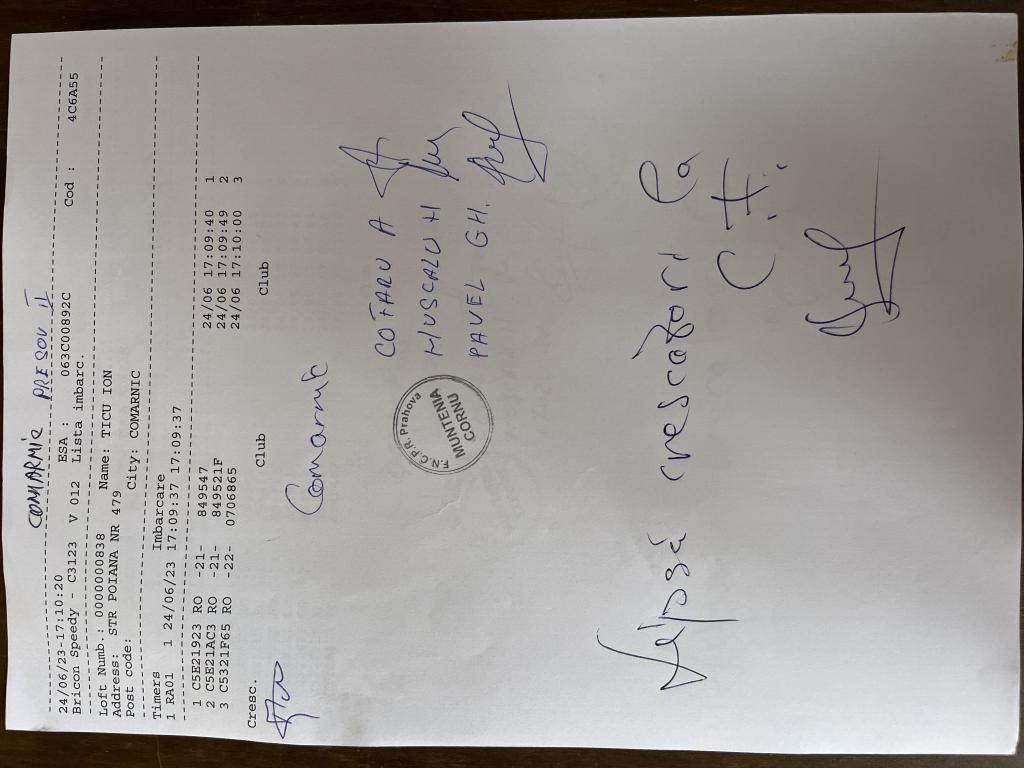 COMARNIC PRESOV II
24/06/23-17:10:20 ESA : 063C00892C Cod : 4C6A55
Bricon Speedy - C3123 V 012 Lista imbarc.
Loft Numb.: 0000000838 Name: TICU ION
Address: STR POIANA NR 479
Post code: City: COMARNIC
Timers Imbarcare
1 RA01 1 24/06/23 17:09:37 17:09:37
1 C5E21923 RO -21- 849547 24/06 17:09:40 1
2 C5E21AC3 RO -21- 849521F 24/06 17:09:49 2
3 C5321F65 RO -22- 0706865 24/06 17:10:00 3
Cresc. Club Club
Comarnic
COTARU A
MUSCALU H
PAVEL GH.
F.N.C.P.R. Prahova
MUNTENIA
CORNU
Lipsă crescători la
C.F.